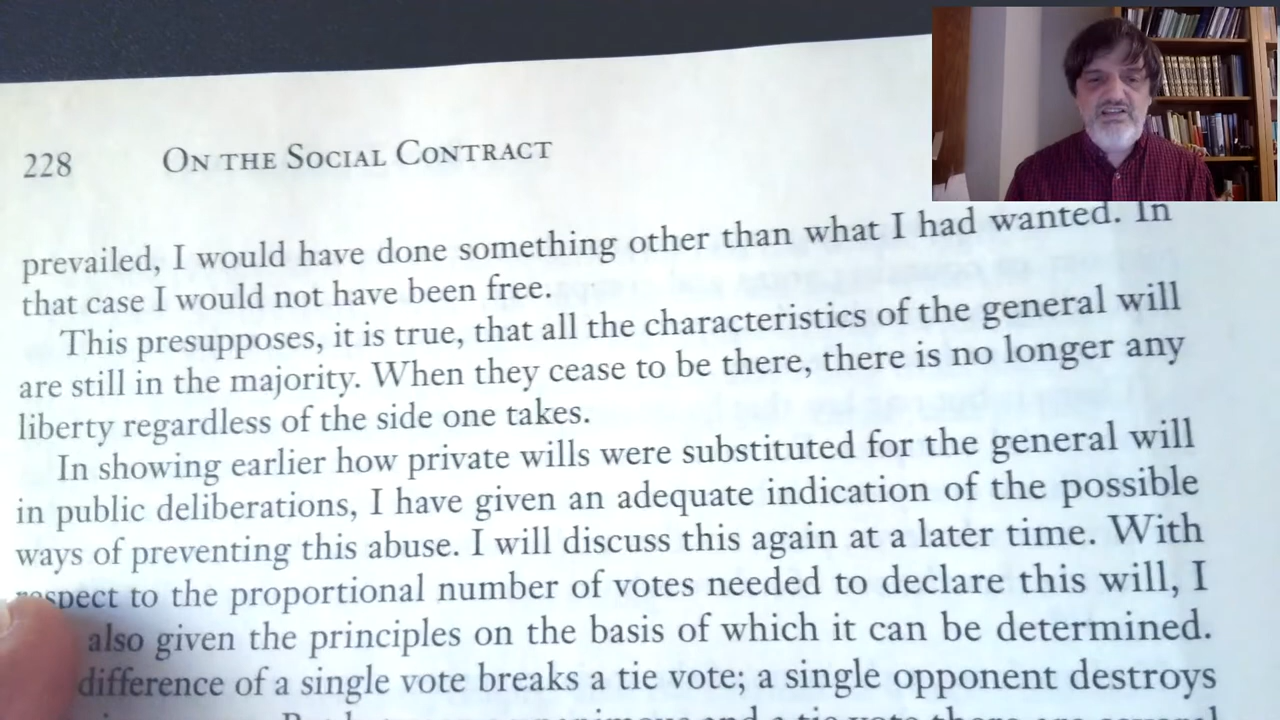 228 ON THE SOCIAL CONTRACT
prevailed, I would have done something other than what I had wanted. In
that case I would not have been free.
This presupposes, it is true, that all the characteristics of the general will
are still in the majority. When they cease to be there, there is no longer any
liberty regardless of the side one takes.
In showing earlier how private wills were substituted for the general will
in public deliberations, I have given an adequate indication of the possible
ways of preventing this abuse. I will discuss this again at a later time. With
respect to the proportional number of votes needed to declare this will, I
also given the principles on the basis of which it can be determined.
difference of a single vote breaks a tie vote; a single opponent destroys